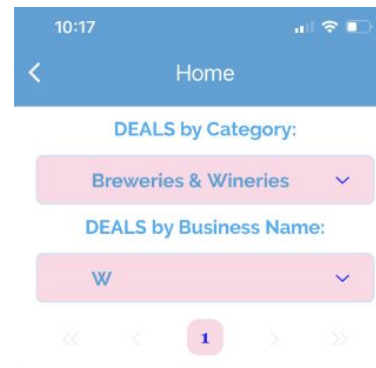 10:17
Home
DEALS by Category:
Breweries & Wineries
DEALS by Business Name:
W
1